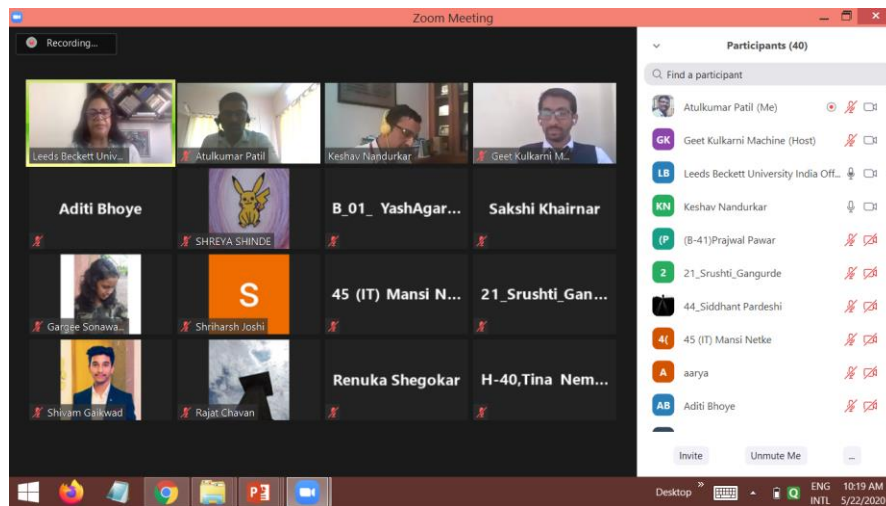 Zoom Meeting
Recording...
Leeds Beckett Univ...
Atulkumar Patil
Keshav Nandurkar
Geet Kulkarni M...
Aditi Bhoye
SHREYA SHINDE
B_01_ YashAgar...
Sakshi Khairnar
Gargee Sonawa...
S
Shriharsh Joshi
45 (IT) Mansi N...
21_Srushti_Gan...
Shivam Gaikwad
Rajat Chavan
Renuka Shegokar
H-40,Tina Nem...
Participants (40)
Find a participant
Atulkumar Patil (Me)
GK Geet Kulkarni Machine (Host)
LB Leeds Beckett University India Off...
KN Keshav Nandurkar
(P (B-41)Prajwal Pawar
2 21_Srushti_Gangurde
44_Siddhant Pardeshi
4( 45 (IT) Mansi Netke
A aarya
AB Aditi Bhoye
Invite Unmute Me ...
Desktop » ENG 10:19 AM
INTL 5/22/2020